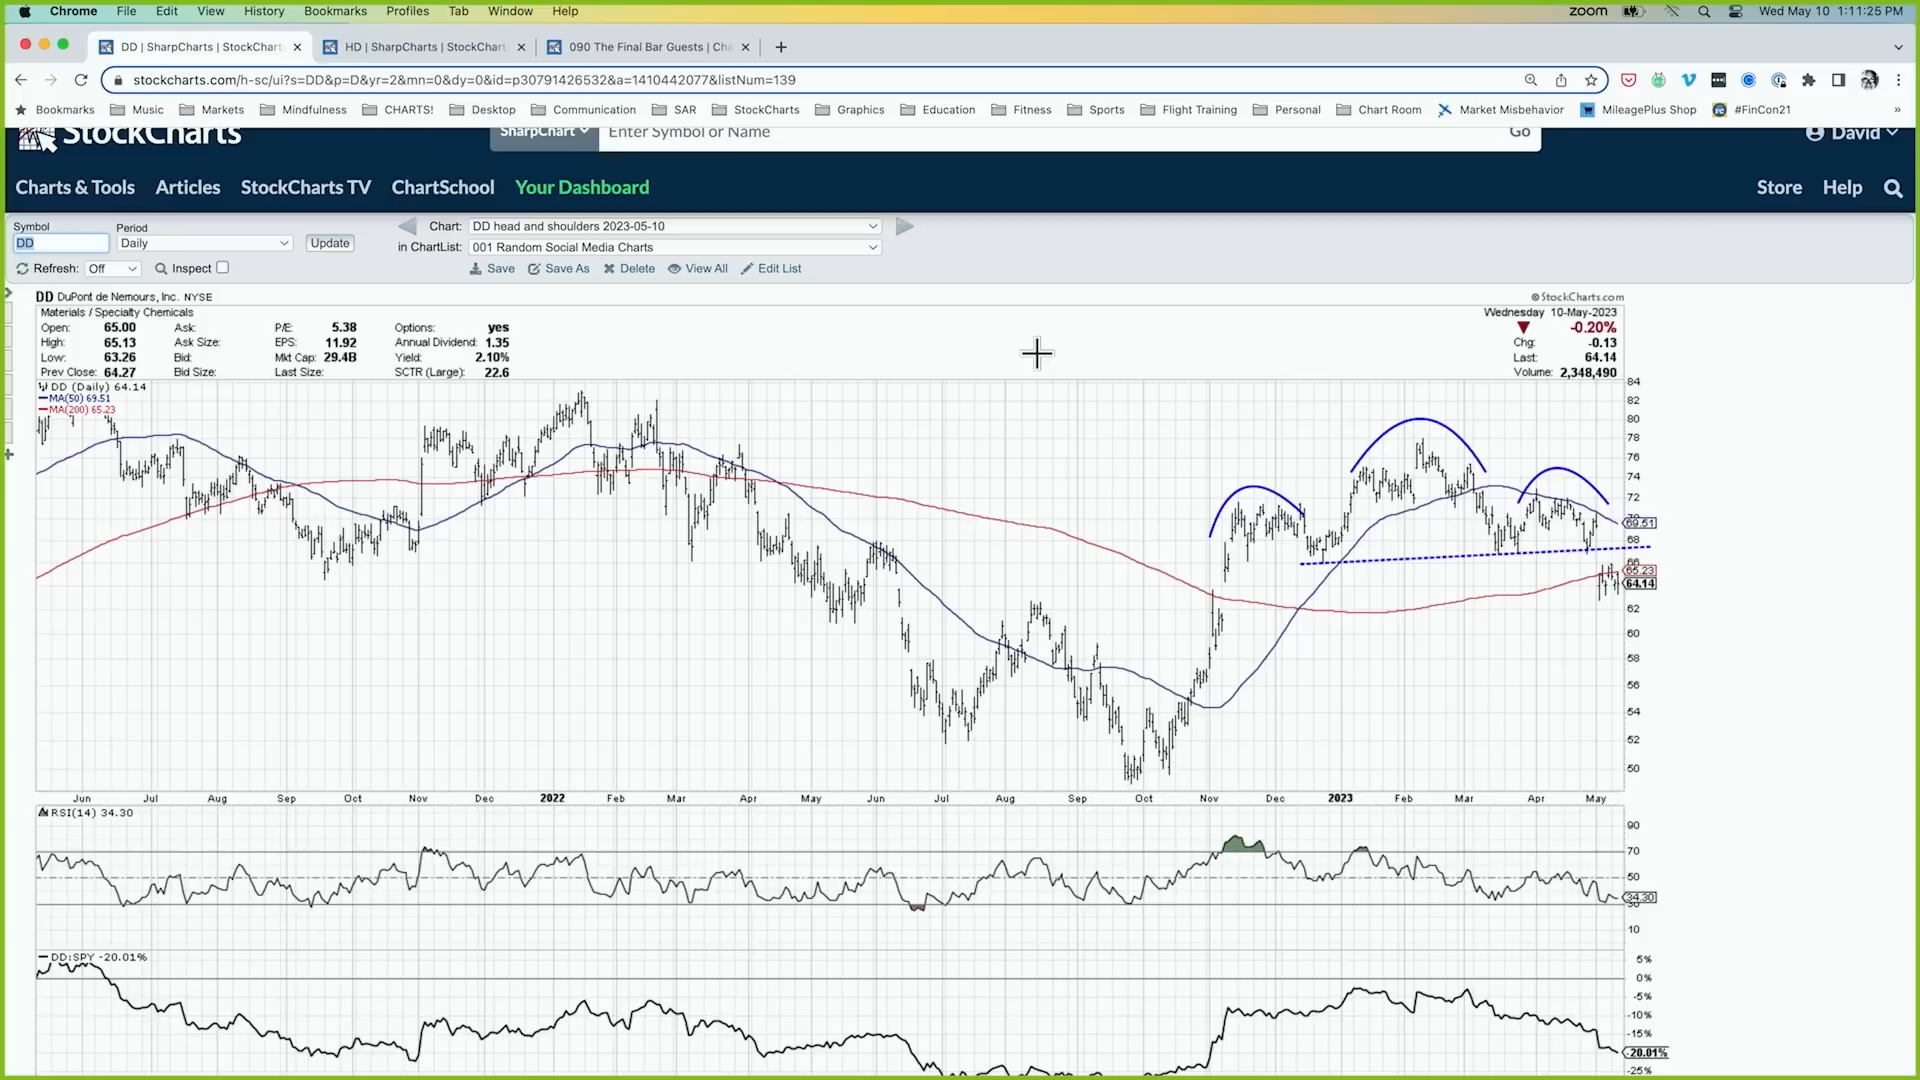 Chrome File Edit View History Bookmarks Profiles Tab Window Help zoom Wed May 10 1:11:25 PM
DD | SharpCharts | StockChart HD | SharpCharts | StockChart 090 The Final Bar Guests | Cha
stockcharts.com/h-sc/ui?s=DD&p=D&yr=2&mn=0&dy=0&id=p30791426532&a=1410442077&listNum=139
Bookmarks Music Markets Mindfulness CHARTS! Desktop Communication SAR StockCharts Graphics Education Fitness Sports Flight Training Personal Chart Room Market Misbehavior MileagePlus Shop #FinCon21 »
StockCharts SharpChart Enter Symbol or Name Go David
Charts & Tools Articles StockCharts TV ChartSchool Your Dashboard Store Help
Symbol Period Chart: DD head and shoulders 2023-05-10
DD Daily Update in ChartList: 001 Random Social Media Charts
Refresh: Off Inspect Save Save As Delete View All Edit List
DD DuPont de Nemours, Inc. NYSE © StockCharts.com
Materials / Specialty Chemicals Wednesday 10-May-2023
Open: 65.00 Ask: P/E: 5.38 Options: yes -0.20%
High: 65.13 Ask Size: EPS: 11.92 Annual Dividend: 1.35 Chg: -0.13
Low: 63.26 Bid: Mkt Cap: 29.4B Yield: 2.10% Last: 64.14
Prev Close: 64.27 Bid Size: Last Size: SCTR (Large): 22.6 Volume: 2,348,490
DD (Daily) 64.14
MA(50) 69.51
MA(200) 65.23
84
82
80
78
76
74
72
69.51
68
65.23
64.14
62
60
58
56
54
52
50
Jun Jul Aug Sep Oct Nov Dec 2022 Feb Mar Apr May Jun Jul Aug Sep Oct Nov Dec 2023 Feb Mar Apr May
RSI(14) 34.30
90
70
50
34.30
30
10
DD:SPY -20.01%
5%
0%
-5%
-10%
-15%
-20.01%
-25%